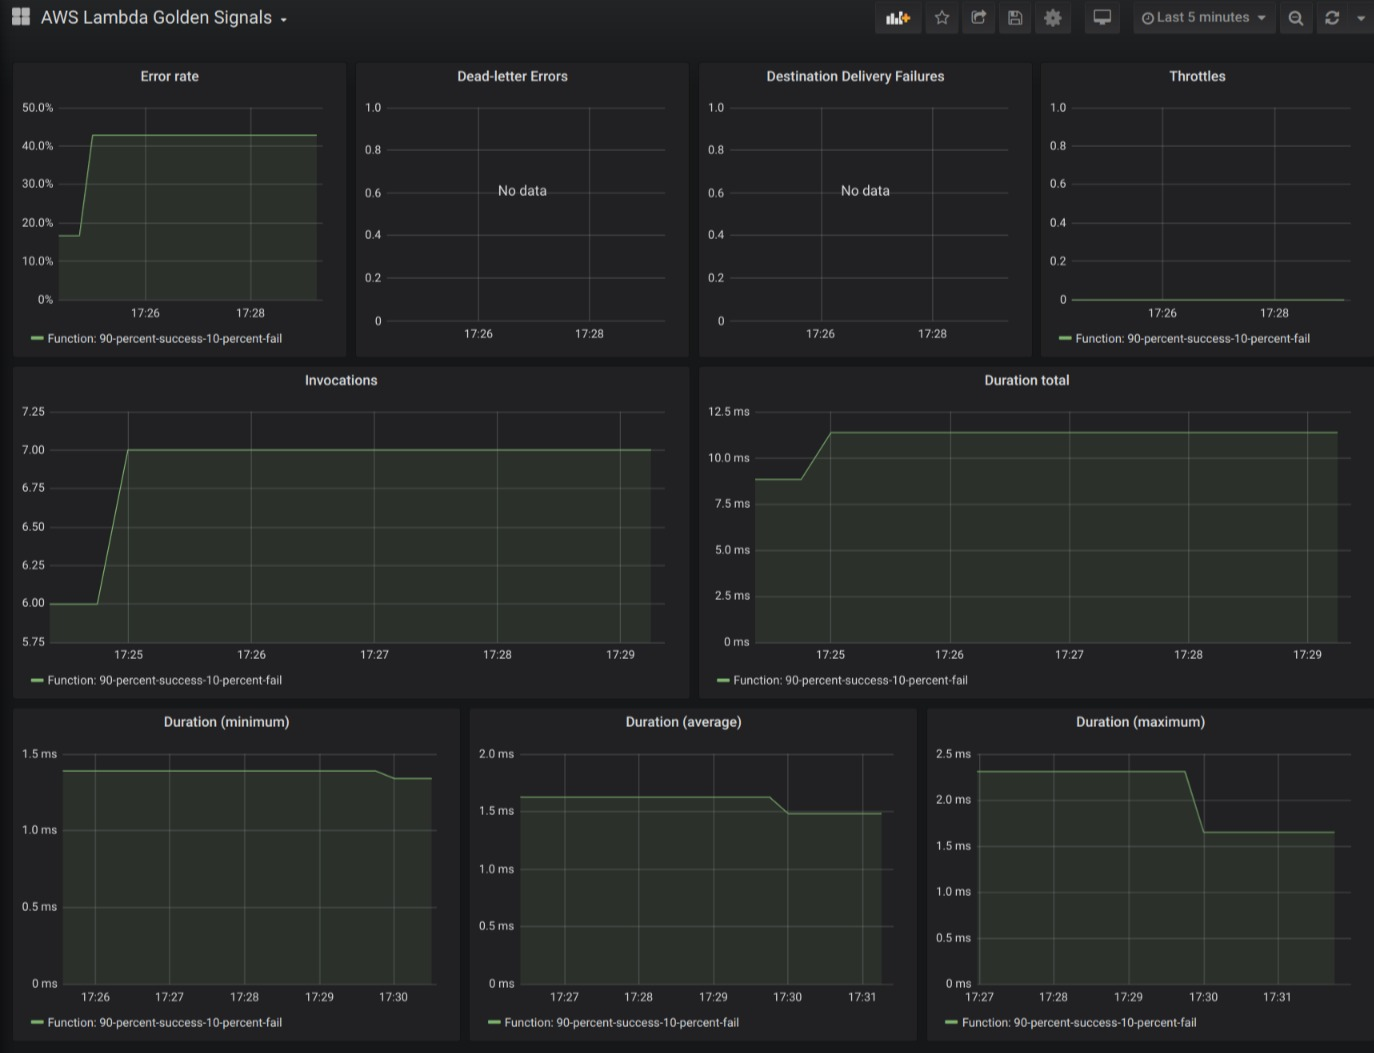 AWS Lambda Golden Signals
Last 5 minutes
Error rate
50.0%
40.0%
30.0%
20.0%
10.0%
0%
17:26 17:28
Function: 90-percent-success-10-percent-fail
Dead-letter Errors
1.0
0.8
0.6
0.4
0.2
0
No data
17:26 17:28
Destination Delivery Failures
1.0
0.8
0.6
0.4
0.2
0
No data
17:26 17:28
Throttles
1.0
0.8
0.6
0.4
0.2
0
17:26 17:28
Function: 90-percent-success-10-percent-fail
Invocations
7.25
7.00
6.75
6.50
6.25
6.00
5.75
17:25 17:26 17:27 17:28 17:29
Function: 90-percent-success-10-percent-fail
Duration total
12.5 ms
10.0 ms
7.5 ms
5.0 ms
2.5 ms
0 ms
17:25 17:26 17:27 17:28 17:29
Function: 90-percent-success-10-percent-fail
Duration (minimum)
1.5 ms
1.0 ms
0.5 ms
0 ms
17:26 17:27 17:28 17:29 17:30
Function: 90-percent-success-10-percent-fail
Duration (average)
2.0 ms
1.5 ms
1.0 ms
0.5 ms
0 ms
17:27 17:28 17:29 17:30 17:31
Function: 90-percent-success-10-percent-fail
Duration (maximum)
2.5 ms
2.0 ms
1.5 ms
1.0 ms
0.5 ms
0 ms
17:27 17:28 17:29 17:30 17:31
Function: 90-percent-success-10-percent-fail